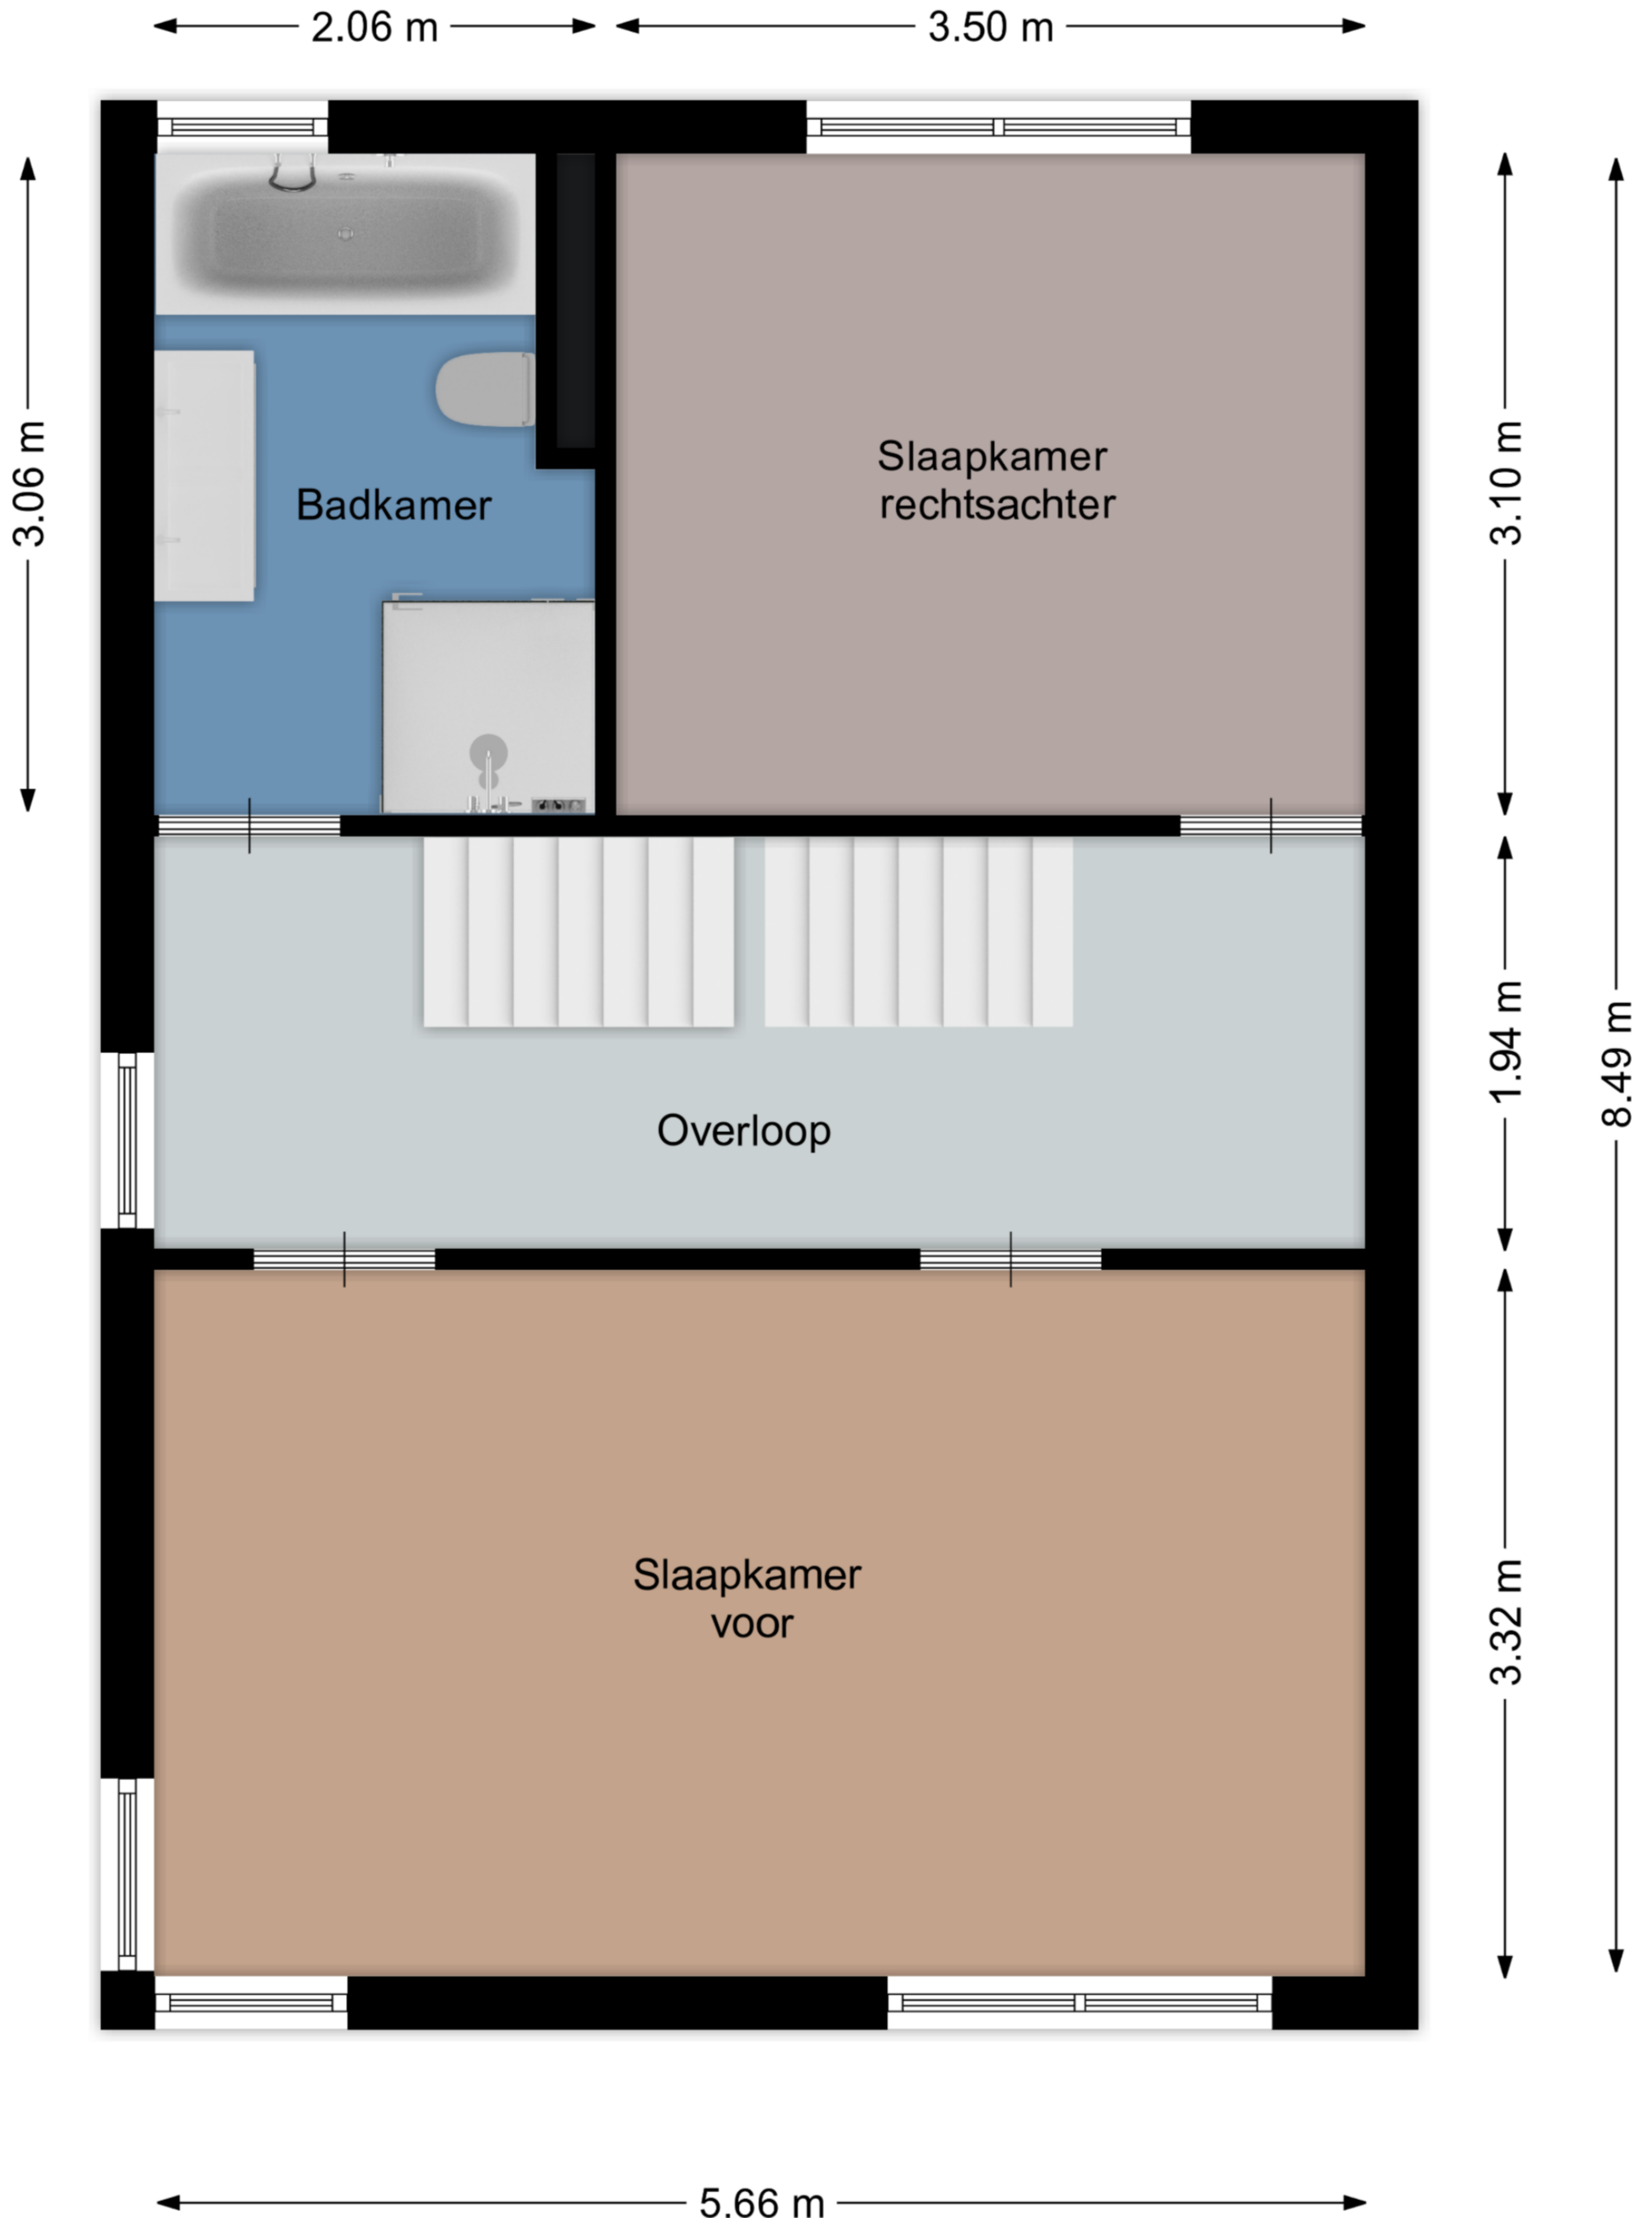 2.06 m
3.50 m
3.06 m
Badkamer
Slaapkamer
rechtsachter
3.10 m
1.94 m
8.49 m
Overloop
Slaapkamer
voor
3.32 m
5.66 m